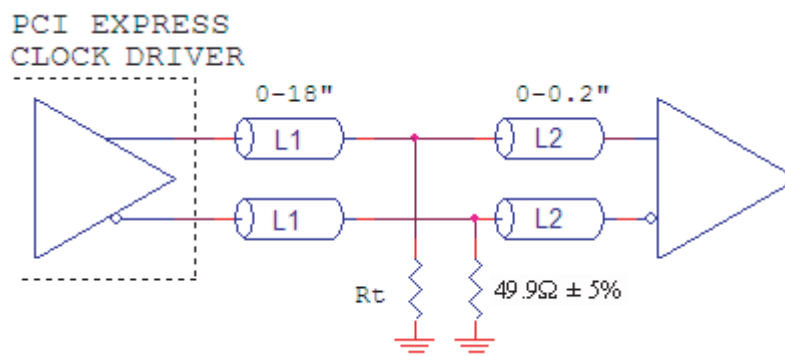 PCI EXPRESS
CLOCK DRIVER
0-18"
0-0.2"
L1
L2
L1
L2
Rt
49.9Ω ± 5%